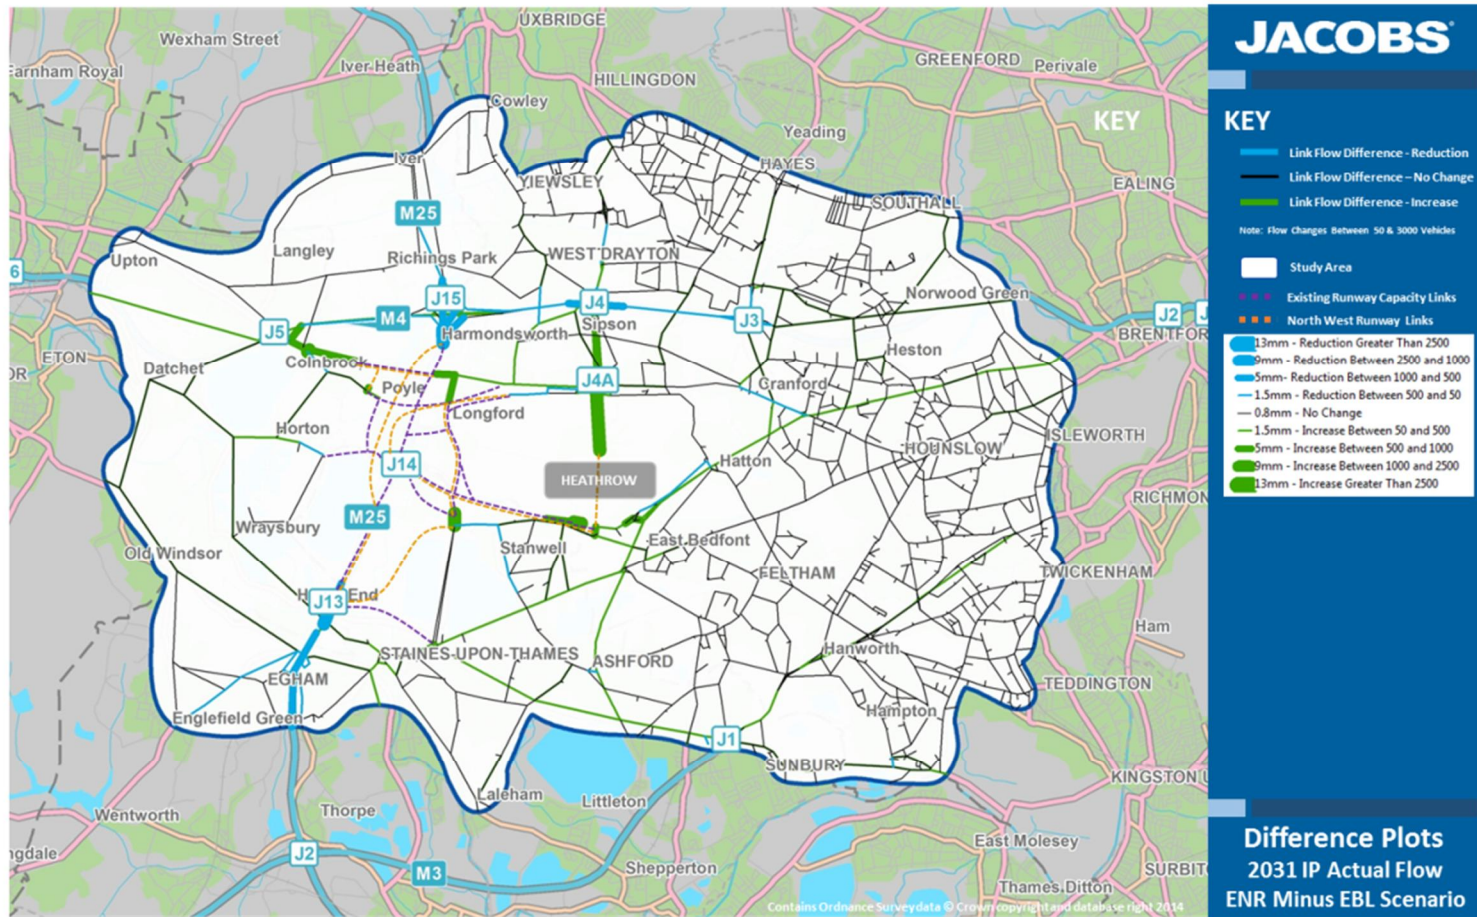 UXBRIDGE
Wexham Street
Iver Heath
GREENFORD
Perivale
Farnham Royal
HILLINGDON
Cowley
KEY
Yeading
Iver
HAYES
YIEWSLEY
EALING
SOUTHALL
M25
Langley
Richings Park
WEST DRAYTON
Upton
6
Norwood Green
J15
J4
M4
J3
J2
J
J5
Harmondsworth
Sipson
BRENTFOR
ETON
Colnbrook
Heston
Datchet
OR
J4A
Poyle
Cranford
Longford
Horton
HOUNSLOW
ISLEWORTH
J14
Hatton
HEATHROW
RICHMON
M25
Wraysbury
Old Windsor
Stanwell
East Bedfont
FELTHAM
TWICKENHAM
H End
J13
Ham
STAINES-UPON-THAMES
ASHFORD
Hanworth
EGHAM
TEDDINGTON
Englefield Green
Hampton
J1
SUNBURY
KINGSTON U
Laleham
Littleton
Thorpe
Wentworth
ngdale
J2
East Molesey
M3
Shepperton
SURBIT
Thames Ditton
Contains Ordnance Survey data © Crown copyright and database right 2014
JACOBS
KEY
Link Flow Difference - Reduction
Link Flow Difference – No Change
Link Flow Difference - Increase
Note: Flow Changes Between 50 & 3000 Vehicles
Study Area
Existing Runway Capacity Links
North West Runway Links
13mm - Reduction Greater Than 2500
9mm - Reduction Between 2500 and 1000
5mm- Reduction Between 1000 and 500
1.5mm - Reduction Between 500 and 50
0.8mm - No Change
1.5mm - Increase Between 50 and 500
5mm - Increase Between 500 and 1000
9mm - Increase Between 1000 and 2500
13mm - Increase Greater Than 2500
Difference Plots
2031 IP Actual Flow
ENR Minus EBL Scenario